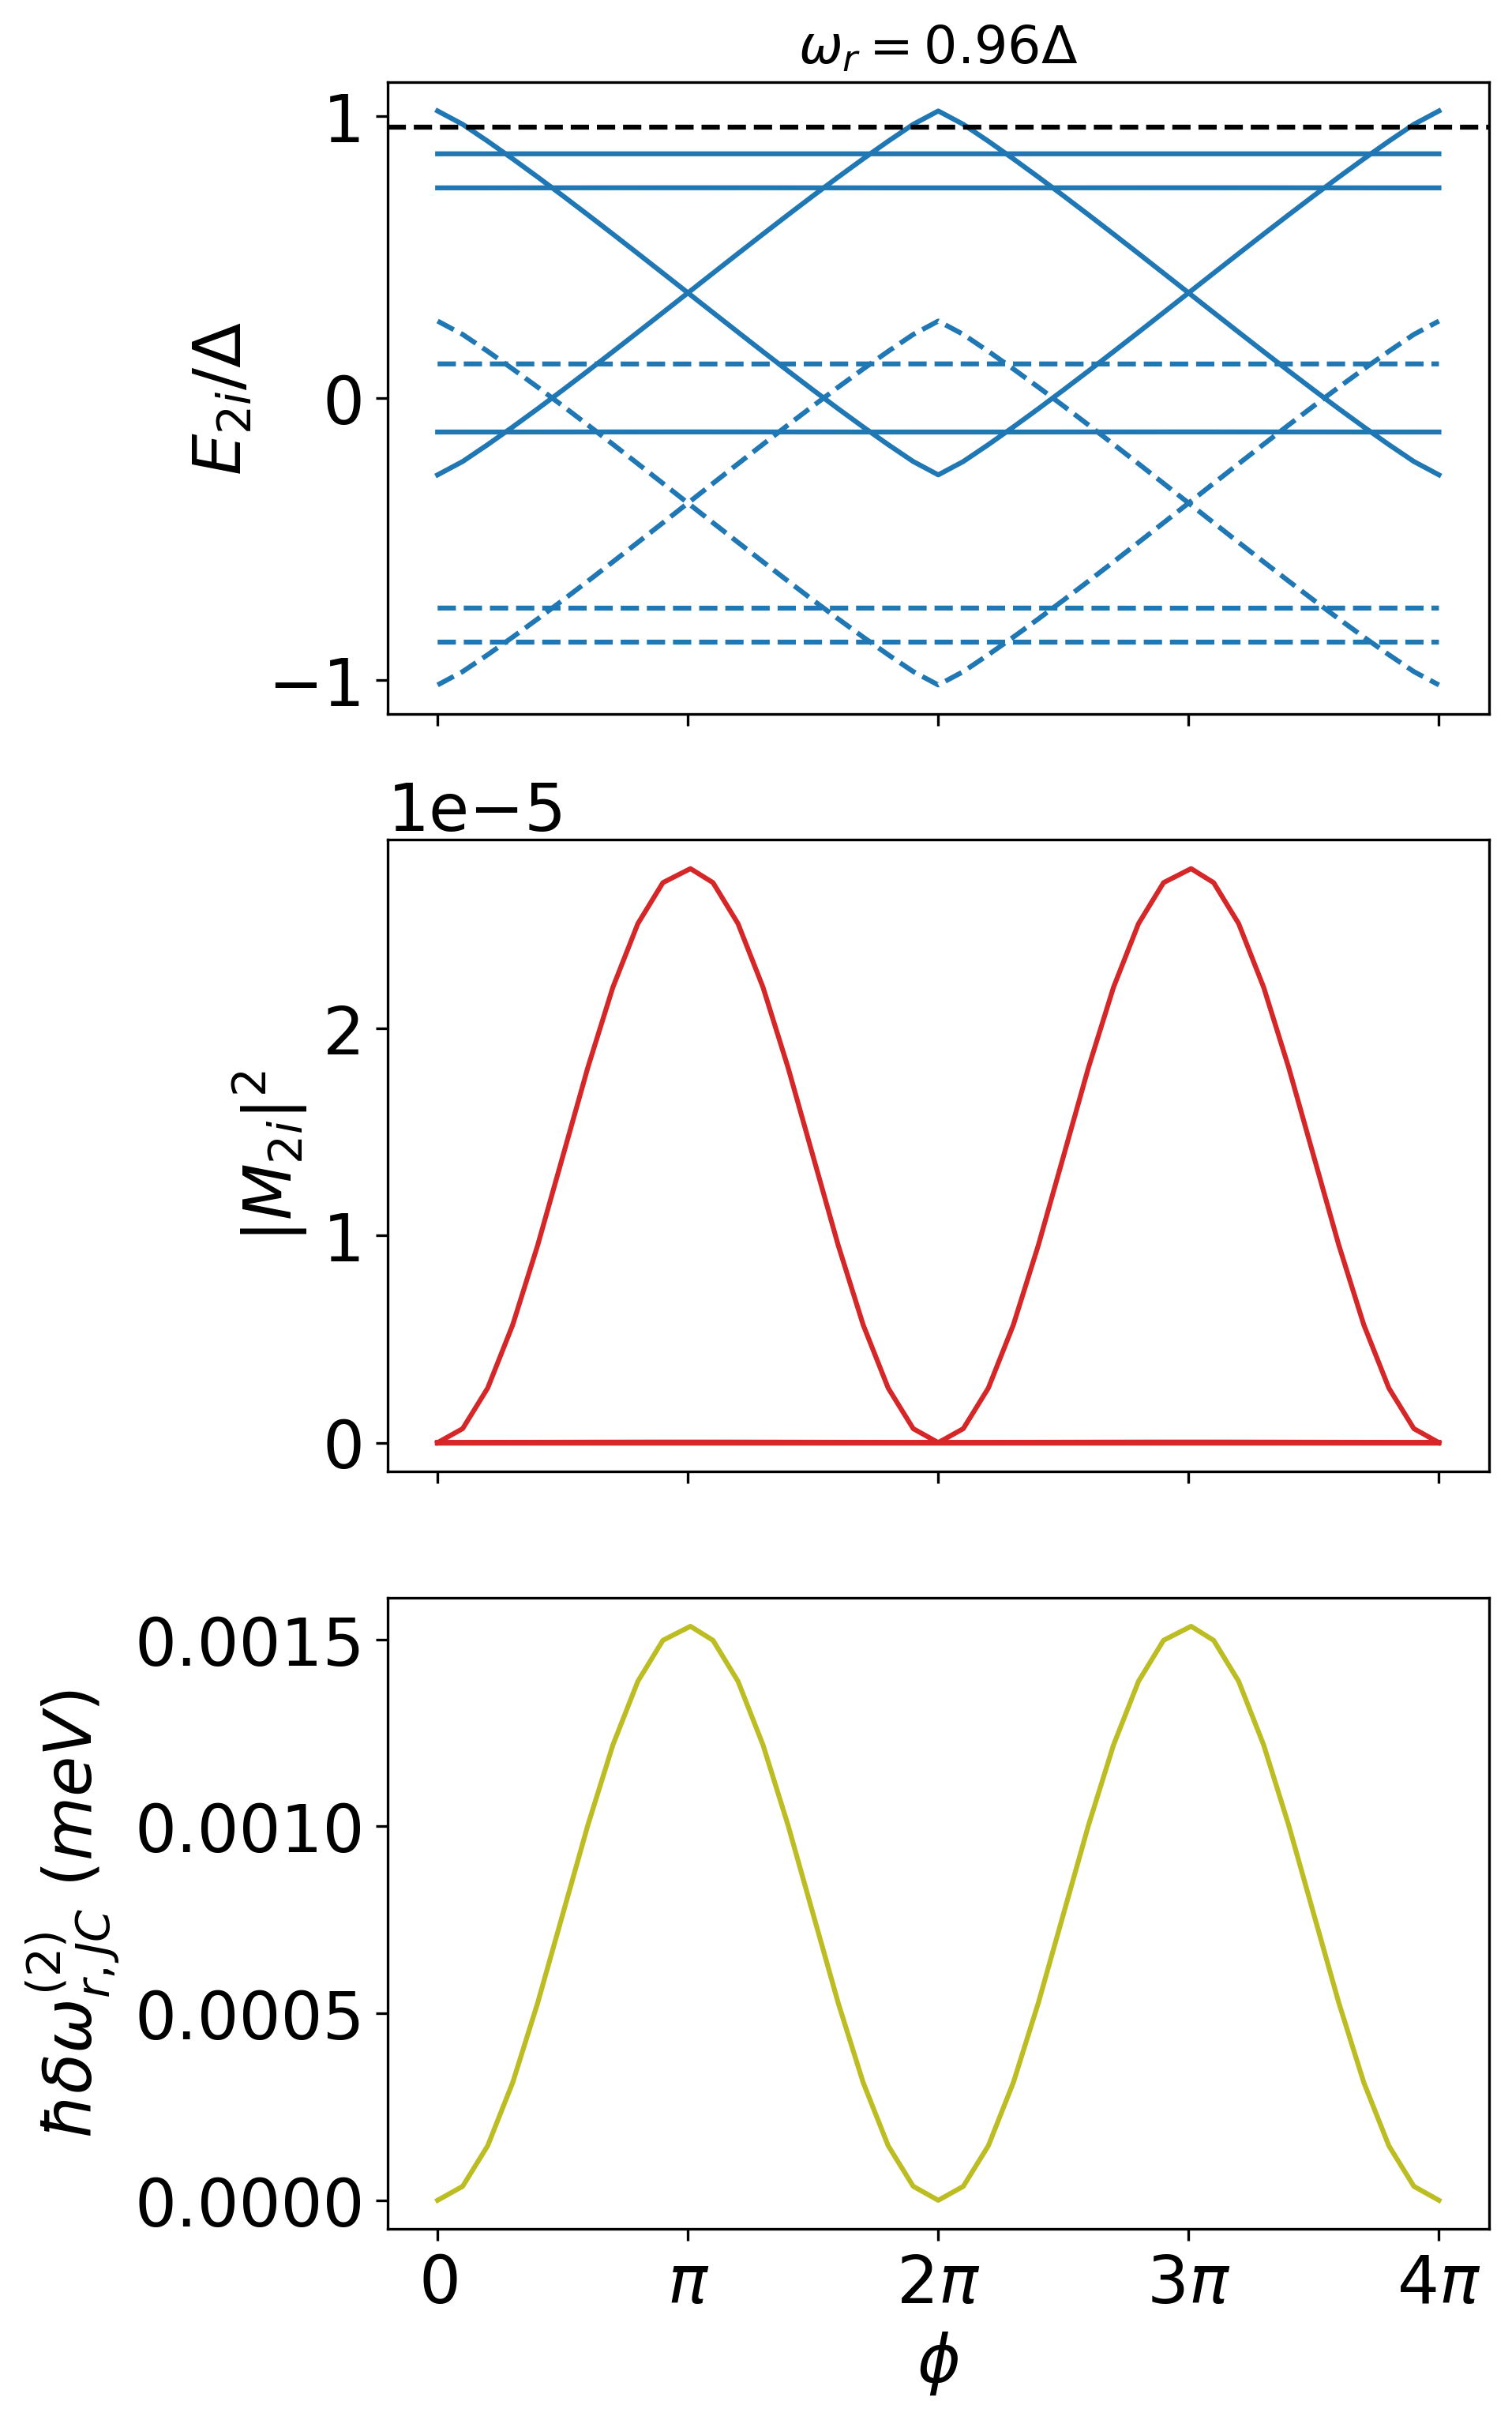 ω_r = 0.96Δ
1
0
−1
E_{2i}/Δ
1e−5
2
1
0
|M_{2i}|^2
0.0015
0.0010
0.0005
0.0000
ℏδω^{(2)}_{r,JC} (meV)
0 π 2π 3π 4π
ϕ